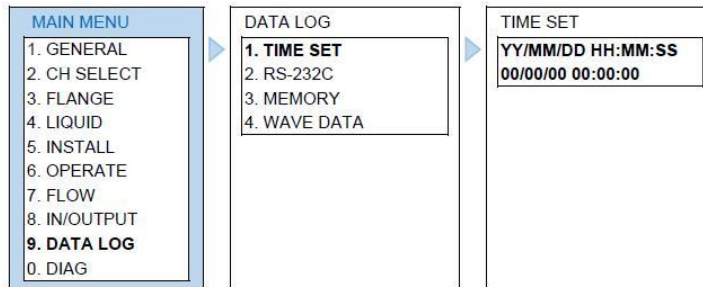 MAIN MENU
1. GENERAL
2. CH SELECT
3. FLANGE
4. LIQUID
5. INSTALL
6. OPERATE
7. FLOW
8. IN/OUTPUT
9. DATA LOG
0. DIAG
DATA LOG
1. TIME SET
2. RS-232C
3. MEMORY
4. WAVE DATA
TIME SET
YY/MM/DD HH:MM:SS
00/00/00 00:00:00